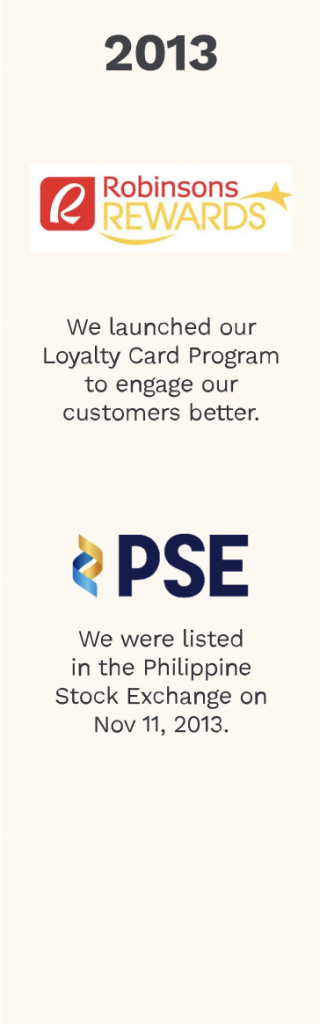 2013
Robinsons
REWARDS
We launched our
Loyalty Card Program
to engage our
customers better.
PSE
We were listed
in the Philippine
Stock Exchange on
Nov 11, 2013.